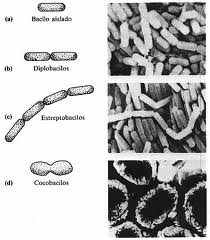 (a)
Bacilo aislado
(b)
Diplobacilos
(c)
Estreptobacilos
(d)
Cocobacilos